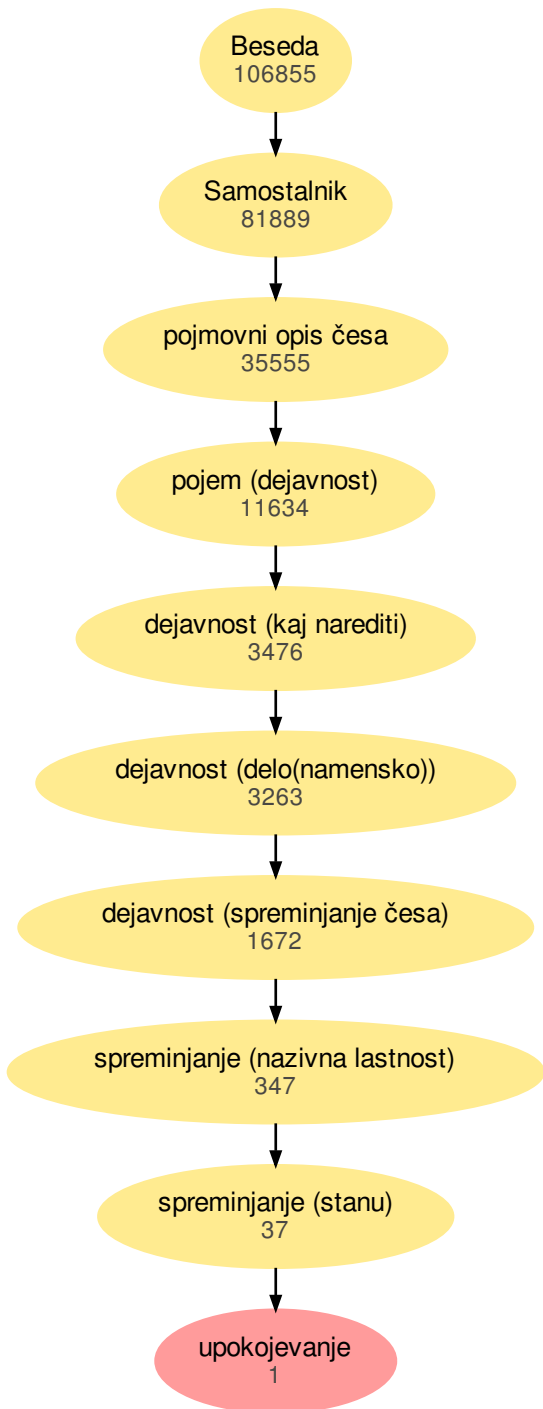 Beseda
106855
Samostalnik
81889
pojmovni opis česa
35555
pojem (dejavnost)
11634
dejavnost (kaj narediti)
3476
dejavnost (delo(namensko))
3263
dejavnost (spreminjanje česa)
1672
spreminjanje (nazivna lastnost)
347
spreminjanje (stanu)
37
upokojevanje
1